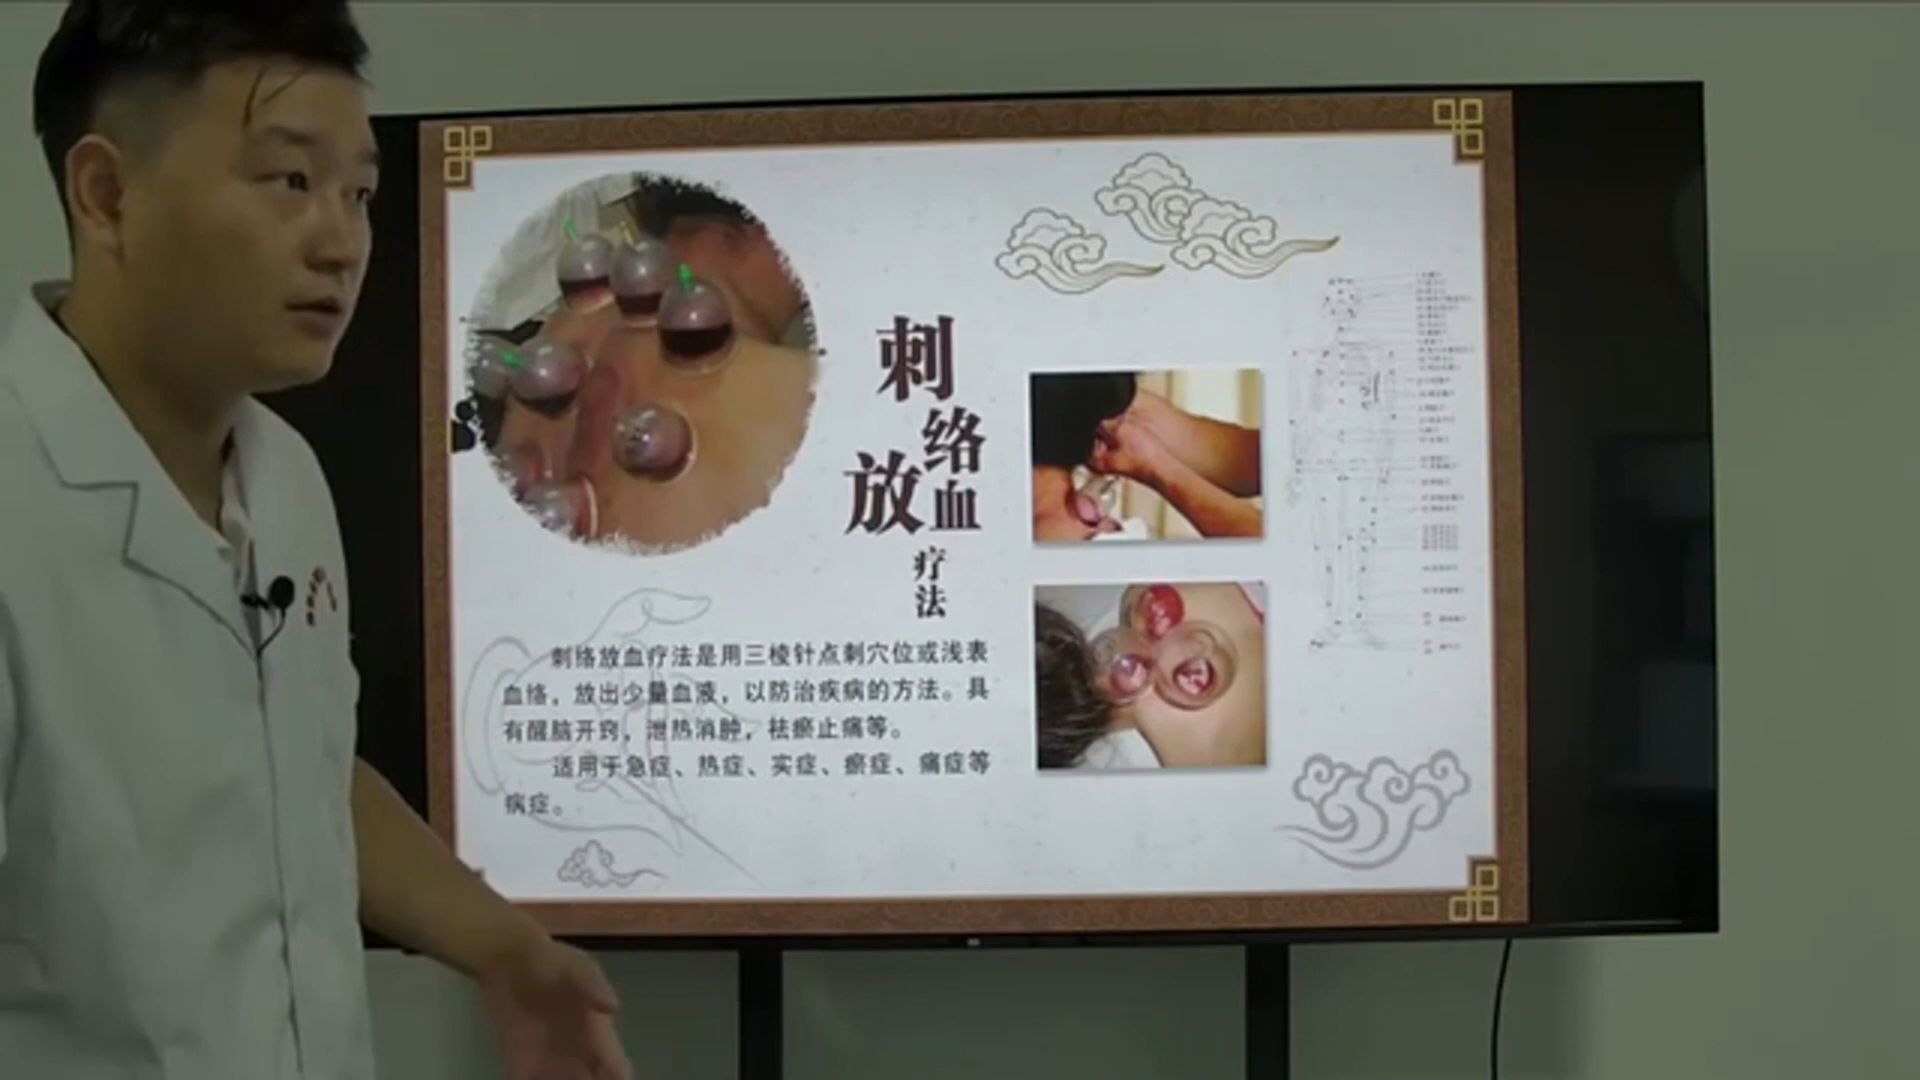 刺
络
放血
疗
法
刺络放血疗法是用三棱针点刺穴位或浅表
血络，放出少量血液，以防治疾病的方法。具
有醒脑开窍，泄热消肿，祛瘀止痛等。
适用于急症、热症、实症、瘀症、痛症等
病症。